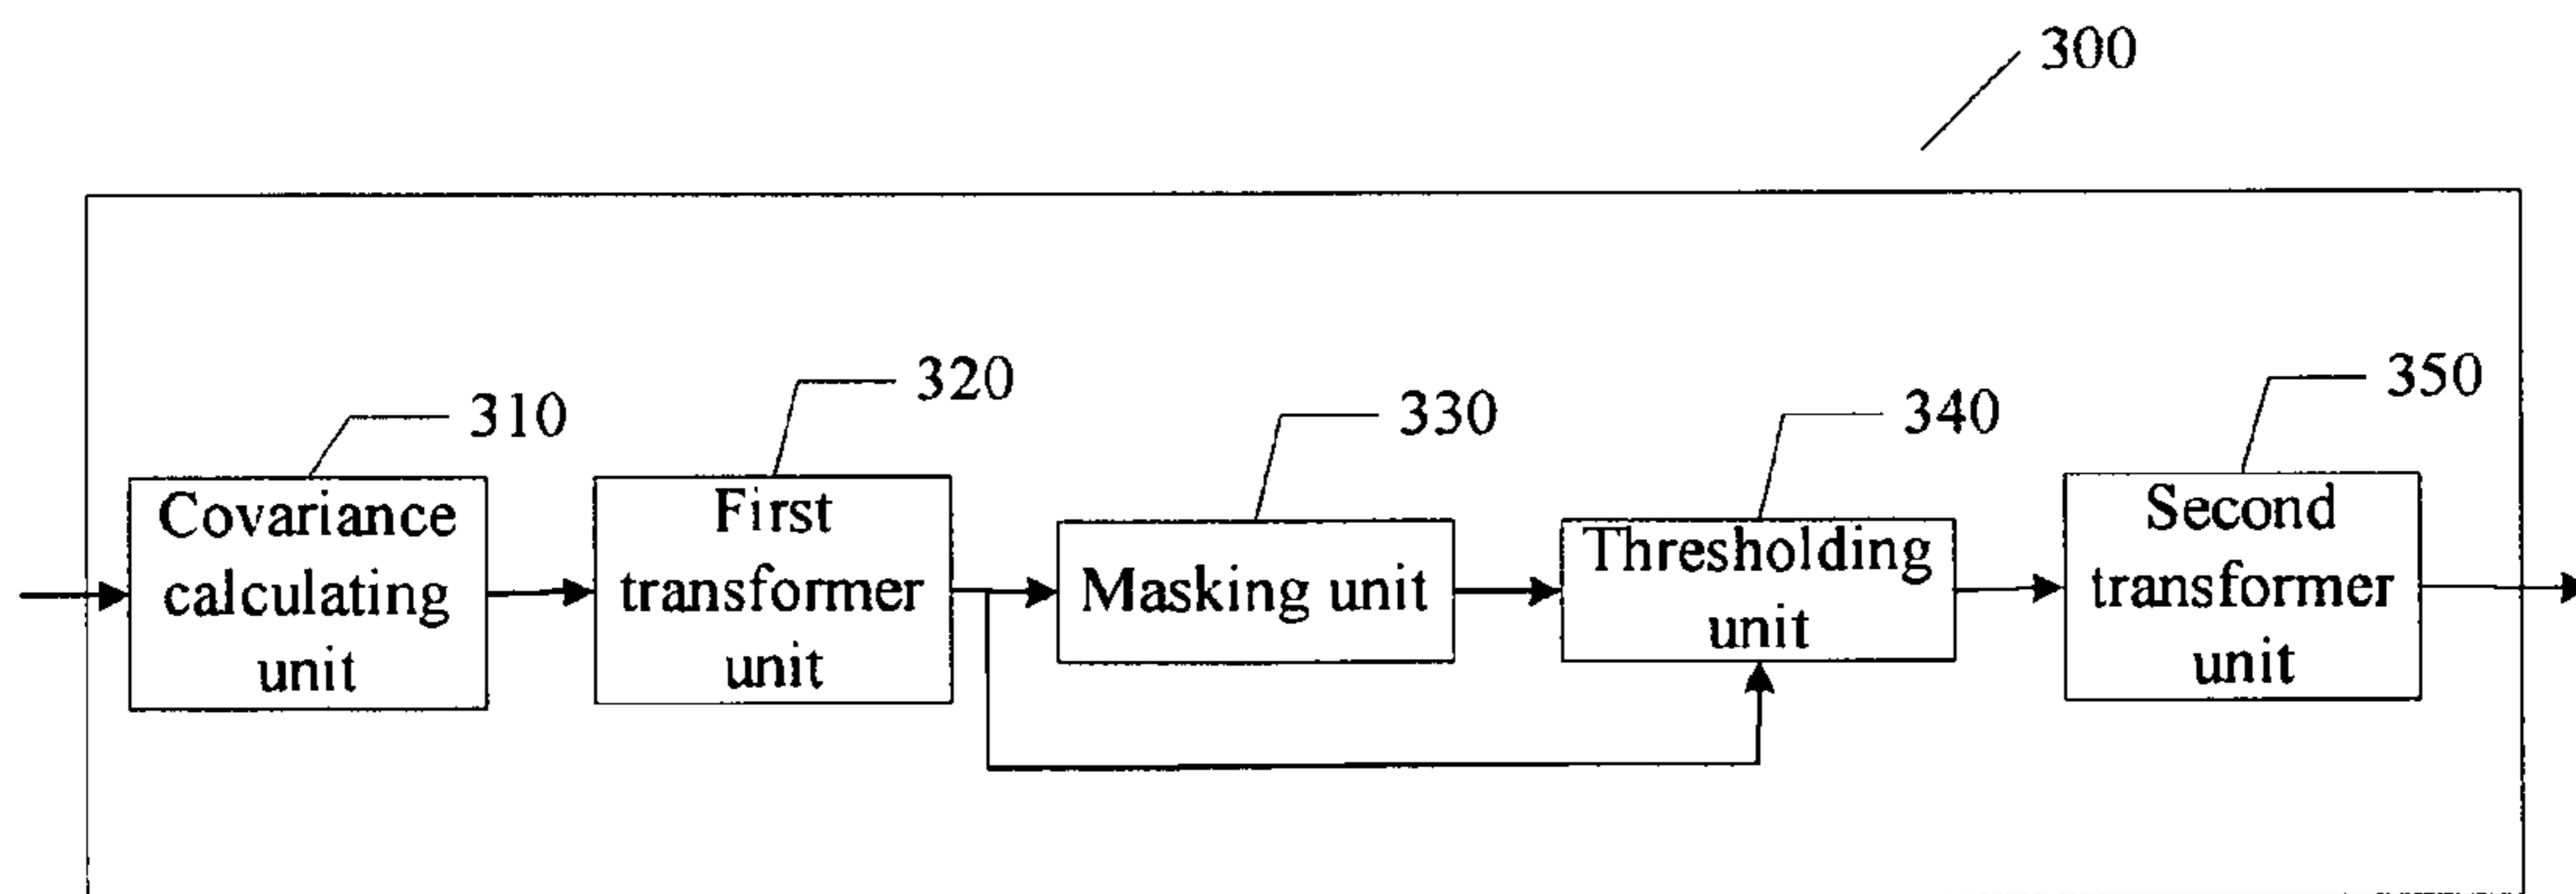 300
310
320
330
340
350
Covariance
calculating
unit
First
transformer
unit
Masking unit
Thresholding
unit
Second
transformer
unit